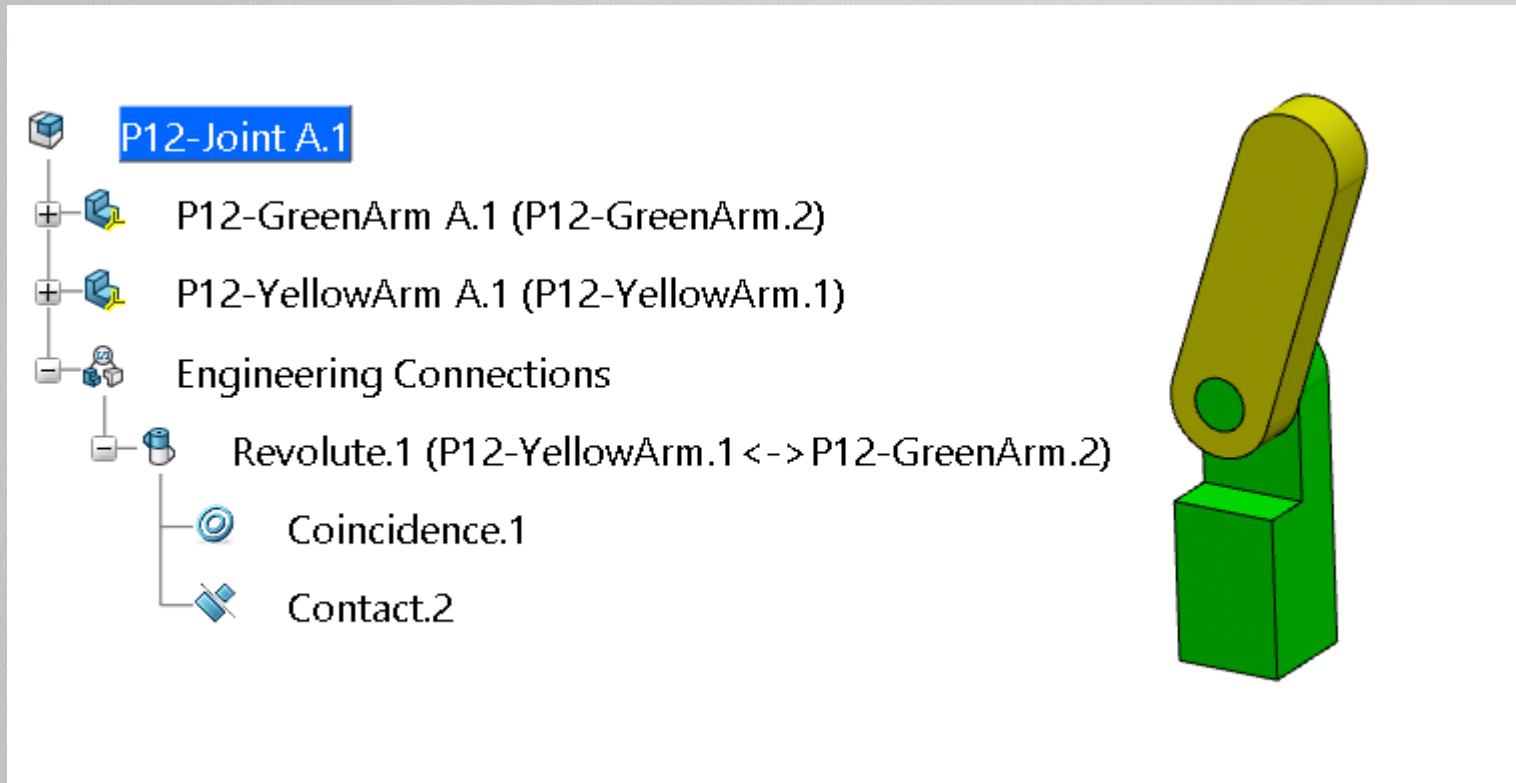 P12-Joint A.1
P12-GreenArm A.1 (P12-GreenArm.2)
P12-YellowArm A.1 (P12-YellowArm.1)
Engineering Connections
Revolute.1 (P12-YellowArm.1<->P12-GreenArm.2)
Coincidence.1
Contact.2